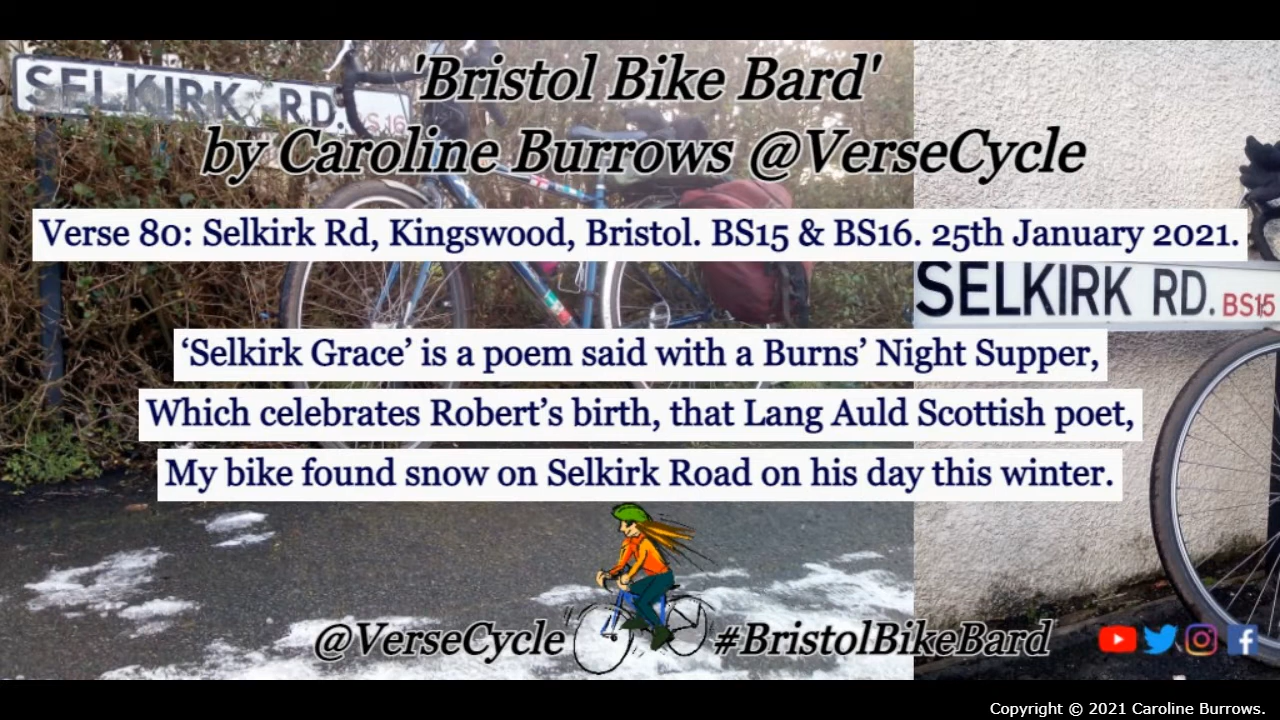 SELKIRK RD.
S.16
'Bristol Bike Bard'
by Caroline Burrows @VerseCycle
Verse 80: Selkirk Rd, Kingswood, Bristol. BS15 & BS16. 25th January 2021.
SELKIRK RD. BS15
‘Selkirk Grace’ is a poem said with a Burns’ Night Supper,
Which celebrates Robert’s birth, that Lang Auld Scottish poet,
My bike found snow on Selkirk Road on his day this winter.
@VerseCycle #BristolBikeBard
Copyright © 2021 Caroline Burrows.